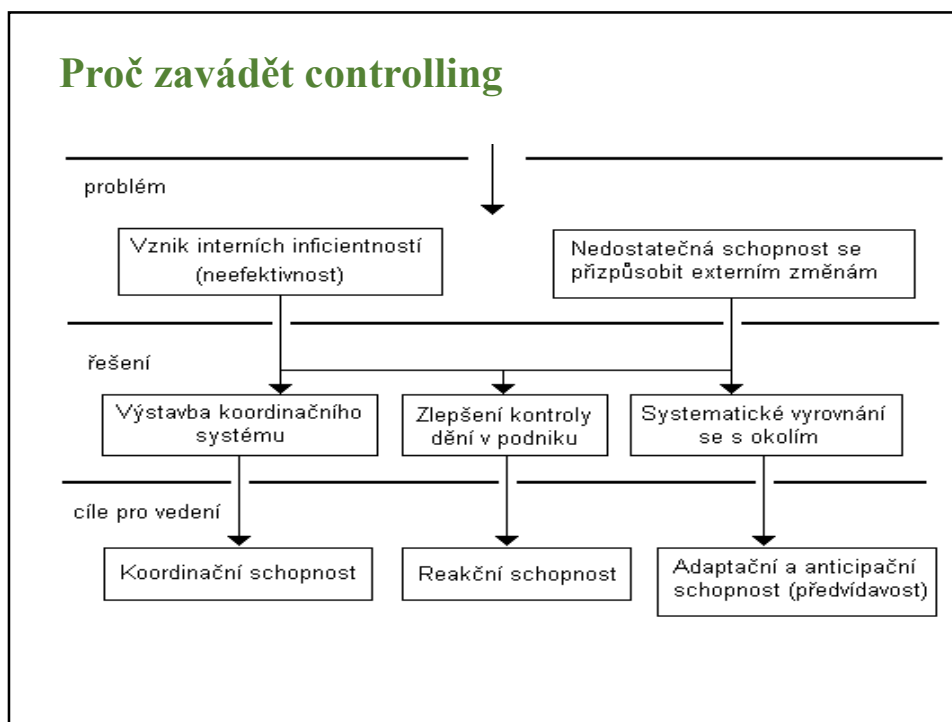 Proč zavádět controlling
problém
Vznik interních inficientností
(neefektivnost)
Nedostatečná schopnost se
přizpůsobit externím změnám
řešení
Výstavba koordinačního
systému
Zlepšení kontroly
dění v podniku
Systematické vyrovnání
se s okolím
cíle pro vedení
Koordinační schopnost
Reakční schopnost
Adaptační a anticipační
schopnost (předvídavost)